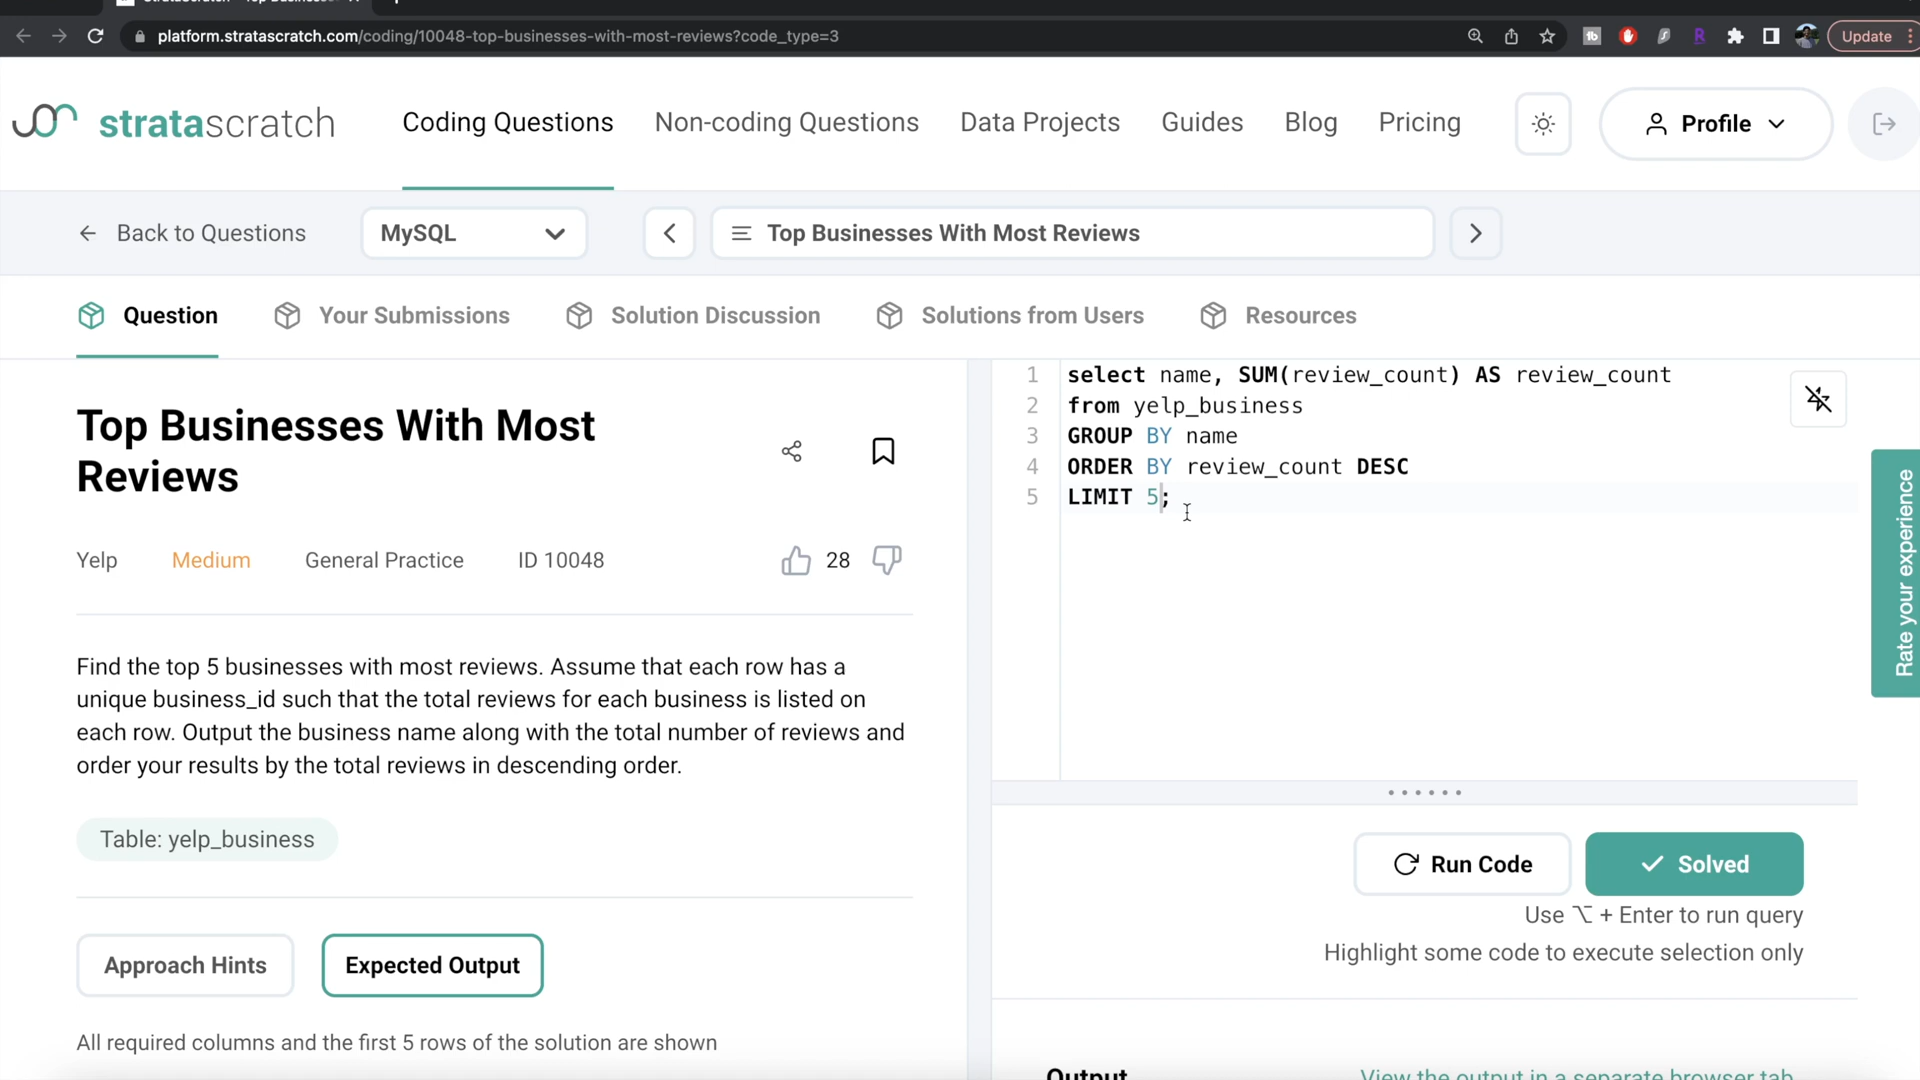 platform.stratascratch.com/coding/10048-top-businesses-with-most-reviews?code_type=3
Update
stratascratch
Coding Questions
Non-coding Questions
Data Projects
Guides
Blog
Pricing
Profile
Back to Questions
MySQL
Top Businesses With Most Reviews
Question
Your Submissions
Solution Discussion
Solutions from Users
Resources
Top Businesses With Most
Reviews
Yelp
Medium
General Practice
ID 10048
28
Find the top 5 businesses with most reviews. Assume that each row has a
unique business_id such that the total reviews for each business is listed on
each row. Output the business name along with the total number of reviews and
order your results by the total reviews in descending order.
Table: yelp_business
Approach Hints
Expected Output
All required columns and the first 5 rows of the solution are shown
1 select name, SUM(review_count) AS review_count
2 from yelp_business
3 GROUP BY name
4 ORDER BY review_count DESC
5 LIMIT 5;
Rate your experience
Run Code
Solved
Use ⌥ + Enter to run query
Highlight some code to execute selection only
Output
View the output in a separate browser tab